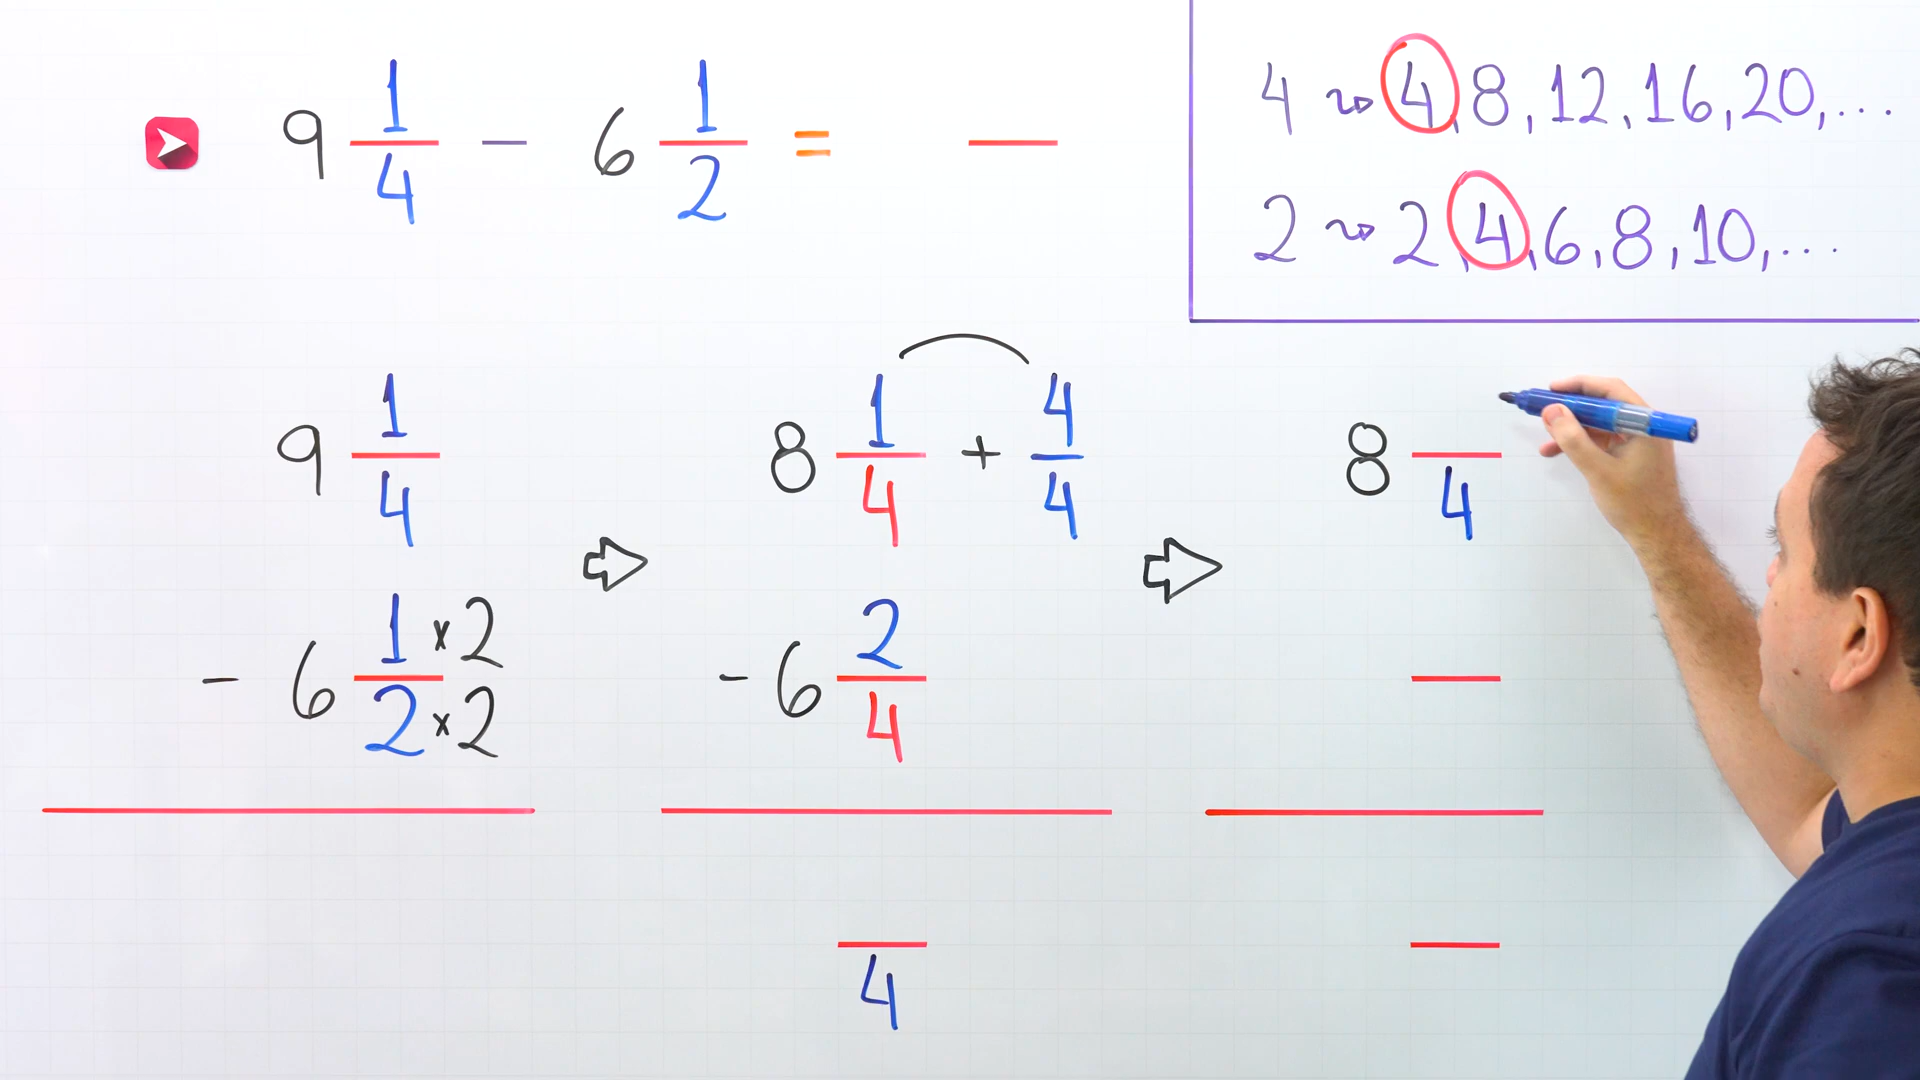 9 1/4 - 6 1/2 =
4 ⇝ 4, 8, 12, 16, 20, ...
2 ⇝ 2, 4, 6, 8, 10, ...
9 1/4
- 6 1×2/2×2
8 1/4 + 4/4
- 6 2/4
/4
8 /4